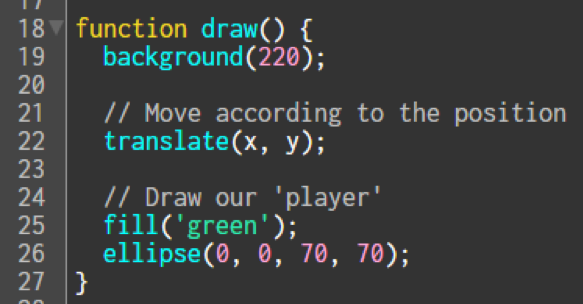 17
18 function draw() {
19   background(220);
20
21   // Move according to the position
22   translate(x, y);
23
24   // Draw our 'player'
25   fill('green');
26   ellipse(0, 0, 70, 70);
27 }